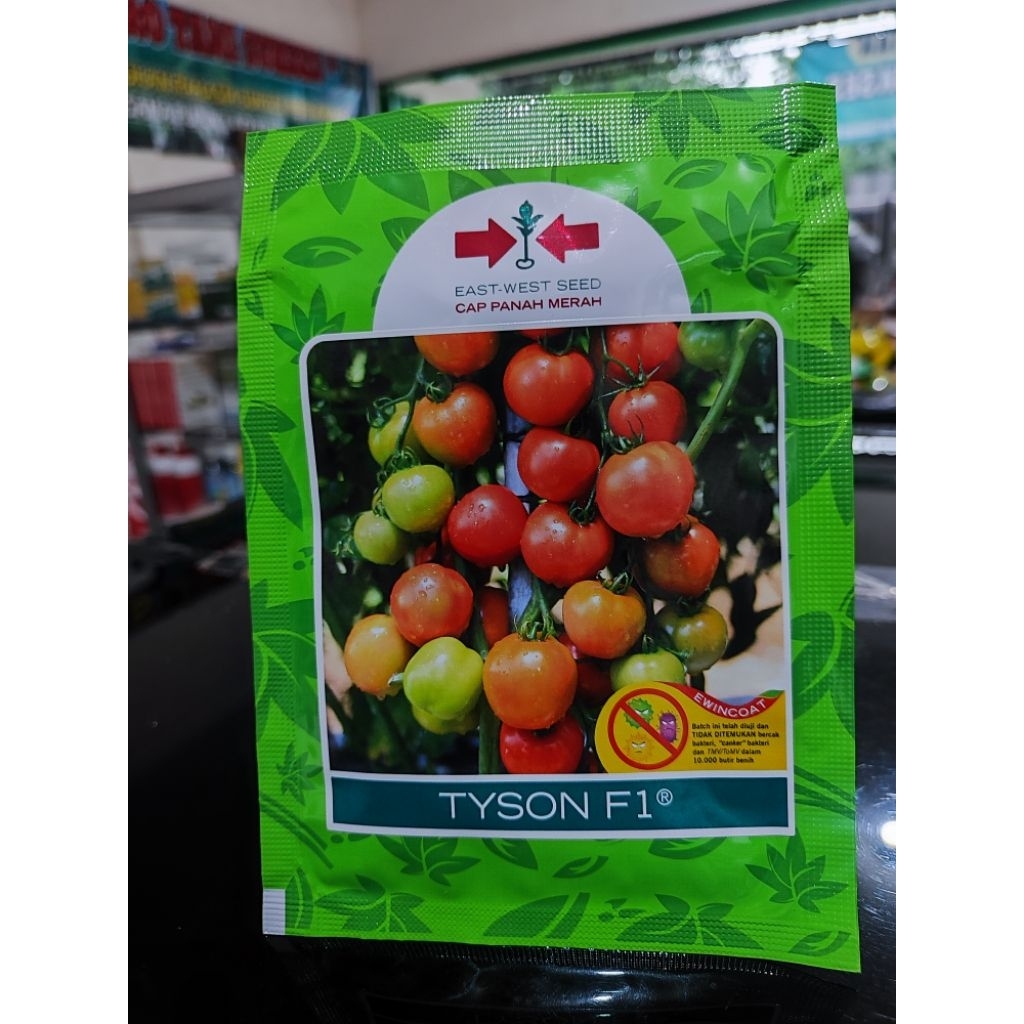 EAST-WEST SEED
CAP PANAH MERAH
EWINCOAT
Batch ini telah diuji dan
TIDAK DITEMUKAN bercak
bakteri, "canker" bakteri
dan TMV/ToMV dalam
10.000 butir benih
TYSON F1®